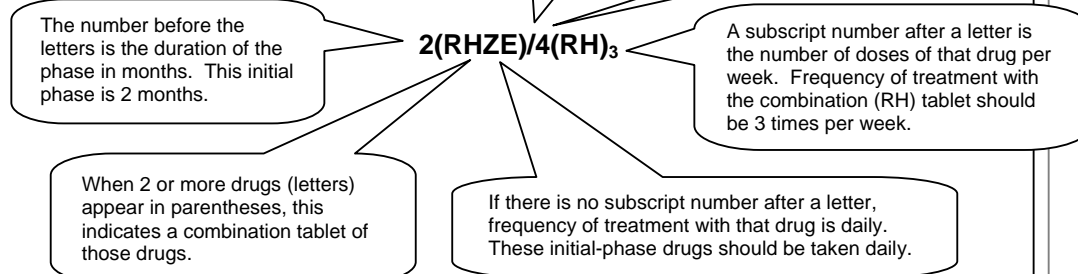 The number before the
letters is the duration of the
phase in months. This initial
phase is 2 months.
2(RHZE)/4(RH)₃
A subscript number after a letter is
the number of doses of that drug per
week. Frequency of treatment with
the combination (RH) tablet should
be 3 times per week.
When 2 or more drugs (letters)
appear in parentheses, this
indicates a combination tablet of
those drugs.
If there is no subscript number after a letter,
frequency of treatment with that drug is daily.
These initial-phase drugs should be taken daily.